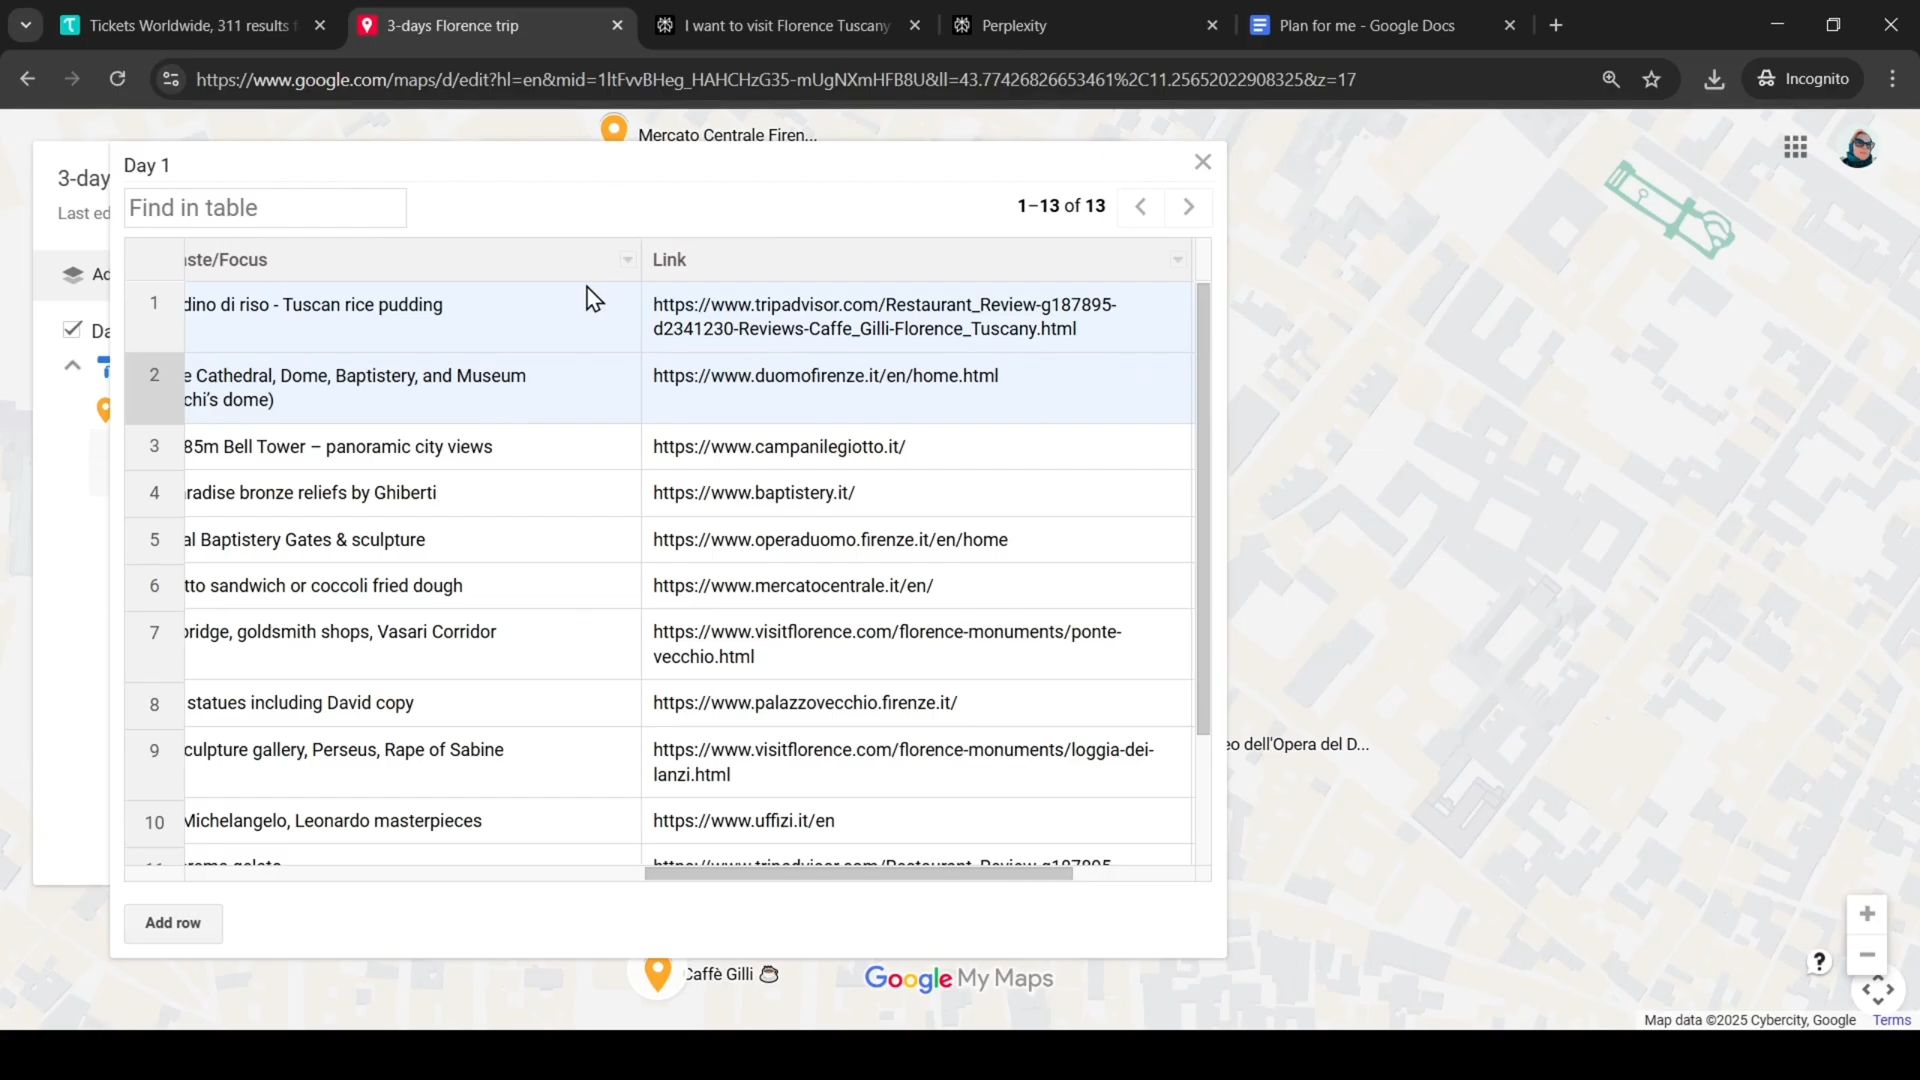 Tickets Worldwide, 311 results f
3-days Florence trip
I want to visit Florence Tuscany
Perplexity
Plan for me - Google Docs
https://www.google.com/maps/d/edit?hl=en&mid=1ltFvvBHeg_HAHCHzG35-mUgNXmHFB8U&ll=43.77426826653461%2C11.25652022908325&z=17
Incognito
Mercato Centrale Firen...
3-day
Last ed
Ad
Da
Day 1
Find in table
1–13 of 13
aste/Focus
Link
1
dino di riso - Tuscan rice pudding
https://www.tripadvisor.com/Restaurant_Review-g187895-
d2341230-Reviews-Caffe_Gilli-Florence_Tuscany.html
2
e Cathedral, Dome, Baptistery, and Museum
chi’s dome)
https://www.duomofirenze.it/en/home.html
3
85m Bell Tower – panoramic city views
https://www.campanilegiotto.it/
4
radise bronze reliefs by Ghiberti
https://www.baptistery.it/
5
al Baptistery Gates & sculpture
https://www.operaduomo.firenze.it/en/home
6
tto sandwich or coccoli fried dough
https://www.mercatocentrale.it/en/
7
bridge, goldsmith shops, Vasari Corridor
https://www.visitflorence.com/florence-monuments/ponte-
vecchio.html
8
statues including David copy
https://www.palazzovecchio.firenze.it/
9
culpture gallery, Perseus, Rape of Sabine
https://www.visitflorence.com/florence-monuments/loggia-dei-
lanzi.html
10
Michelangelo, Leonardo masterpieces
https://www.uffizi.it/en
https://www.tripadvisor.com/Restaurant_Review-g187895-
Add row
eo dell'Opera del D...
Caffè Gilli
Google My Maps
Map data ©2025 Cybercity, Google
Terms